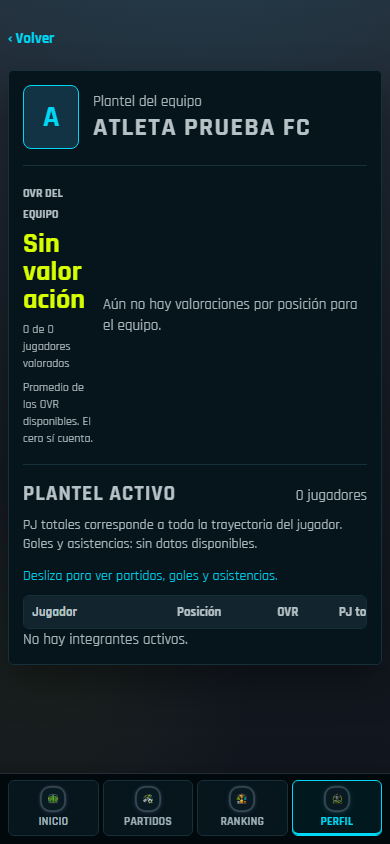 ‹ Volver
A
Plantel del equipo
ATLETA PRUEBA FC
OVR DEL
EQUIPO
Sin
valor
ación
0 de 0
jugadores
valorados
Promedio de
los OVR
disponibles. El
cero sí cuenta.
Aún no hay valoraciones por posición para
el equipo.
PLANTEL ACTIVO 0 jugadores
PJ totales corresponde a toda la trayectoria del jugador.
Goles y asistencias: sin datos disponibles.
Desliza para ver partidos, goles y asistencias.
Jugador Posición OVR PJ to
No hay integrantes activos.
INICIO PARTIDOS RANKING PERFIL